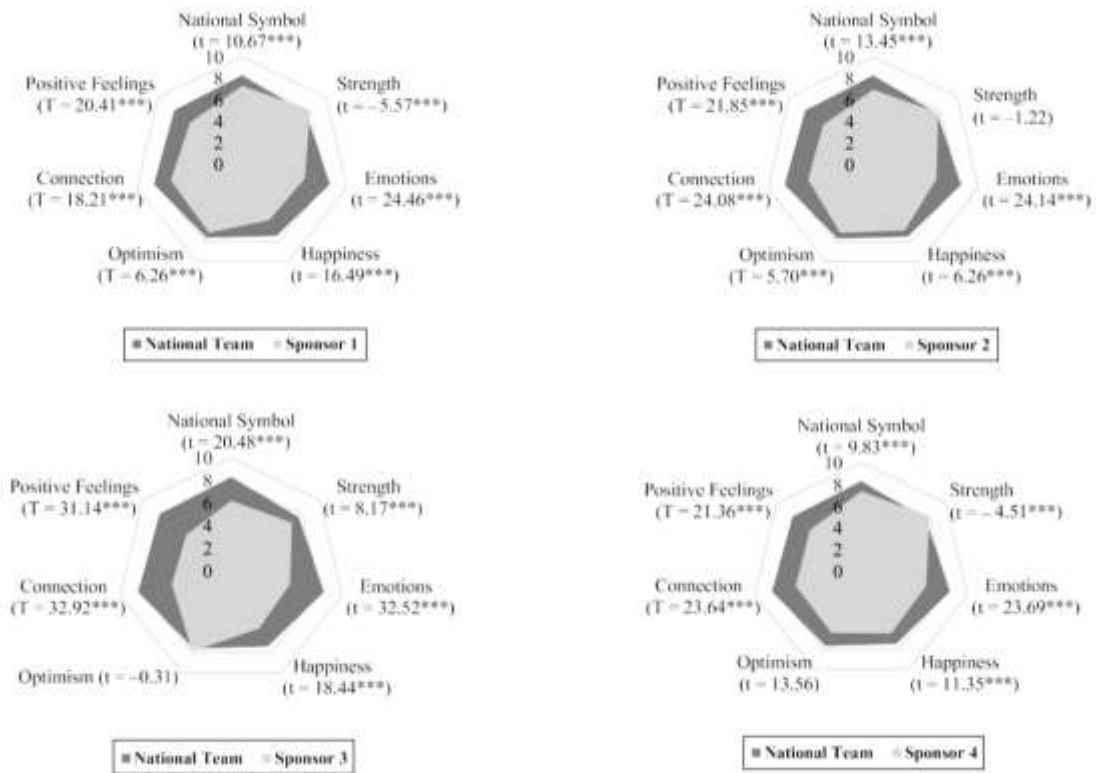 National Symbol
(t = 10.67***)
10
8
6
4
2
0
Strength
(t = –5.57***)
Emotions
(t = 24.46***)
Happiness
(t = 16.49***)
Optimism
(T = 6.26***)
Connection
(T = 18.21***)
Positive Feelings
(T = 20.41***)
National Team Sponsor 1
National Symbol
(t = 13.45***)
10
8
6
4
2
0
Strength
(t = –1.22)
Emotions
(t = 24.14***)
Happiness
(t = 6.26***)
Optimism
(T = 5.70***)
Connection
(T = 24.08***)
Positive Feelings
(T = 21.85***)
National Team Sponsor 2
National Symbol
(t = 20.48***)
10
8
6
4
2
0
Strength
(t = 8.17***)
Emotions
(t = 32.52***)
Happiness
(t = 18.44***)
Optimism (t = –0.31)
Connection
(T = 32.92***)
Positive Feelings
(T = 31.14***)
National Team Sponsor 3
National Symbol
(t = 9.83***)
10
8
6
4
2
0
Strength
(t = – 4.51***)
Emotions
(t = 23.69***)
Happiness
(t = 11.35***)
Optimism
(t = 13.56)
Connection
(T = 23.64***)
Positive Feelings
(T = 21.36***)
National Team Sponsor 4